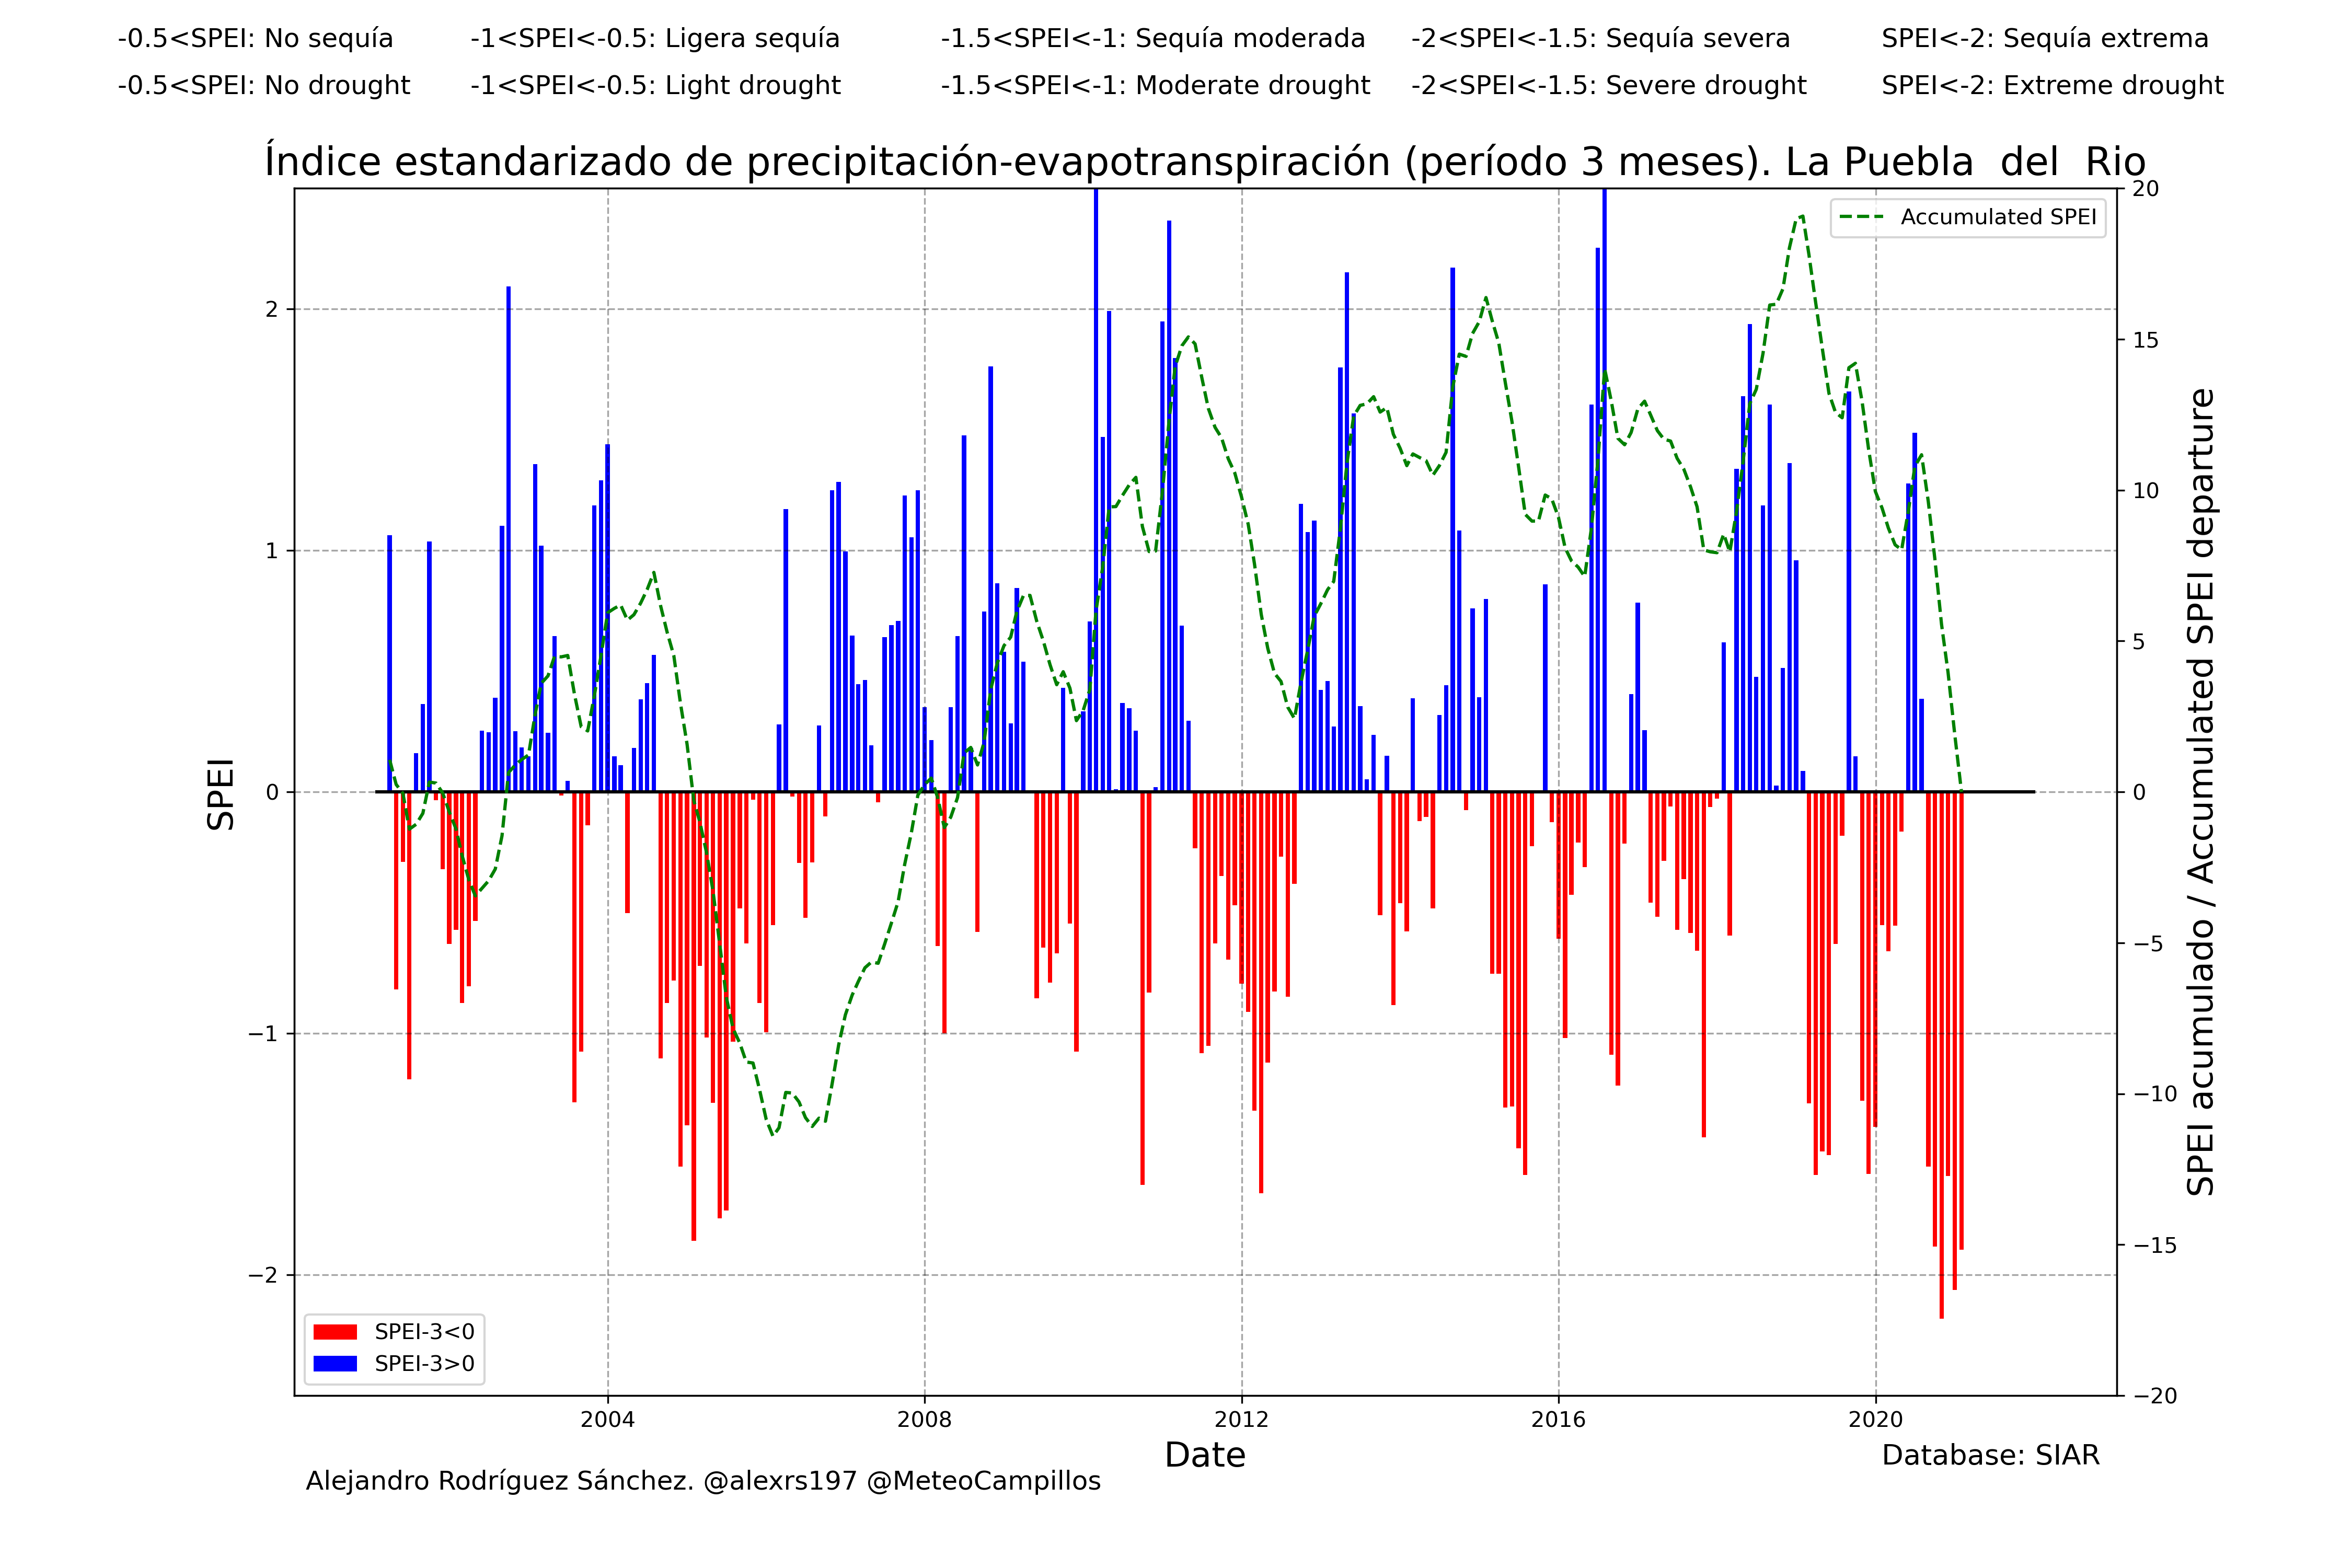 -0.5<SPEI: No sequía -1<SPEI<-0.5: Ligera sequía -1.5<SPEI<-1: Sequía moderada -2<SPEI<-1.5: Sequía severa SPEI<-2: Sequía extrema
-0.5<SPEI: No drought -1<SPEI<-0.5: Light drought -1.5<SPEI<-1: Moderate drought -2<SPEI<-1.5: Severe drought SPEI<-2: Extreme drought
Índice estandarizado de precipitación-evapotranspiración (período 3 meses). La Puebla  del  Rio
Accumulated SPEI
SPEI
2
1
0
−1
−2
20
15
10
5
0
−5
−10
−15
−20
SPEI acumulado / Accumulated SPEI departure
SPEI-3<0
SPEI-3>0
2004 2008 2012 2016 2020
Date
Database: SIAR
Alejandro Rodríguez Sánchez. @alexrs197 @MeteoCampillos